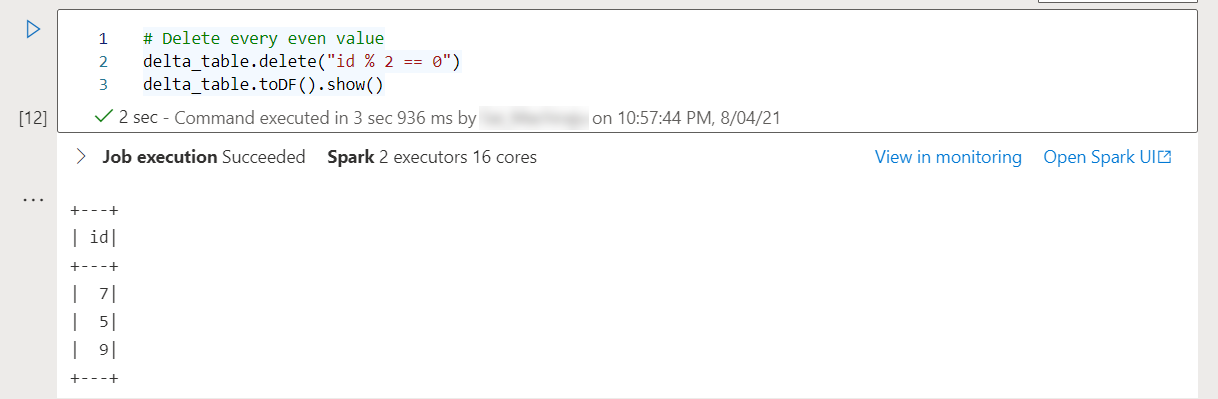 1 # Delete every even value
2 delta_table.delete("id % 2 == 0")
3 delta_table.toDF().show()
[12] 2 sec - Command executed in 3 sec 936 ms by on 10:57:44 PM, 8/04/21
Job execution Succeeded Spark 2 executors 16 cores View in monitoring Open Spark UI
...
+---+
| id|
+---+
|  7|
|  5|
|  9|
+---+